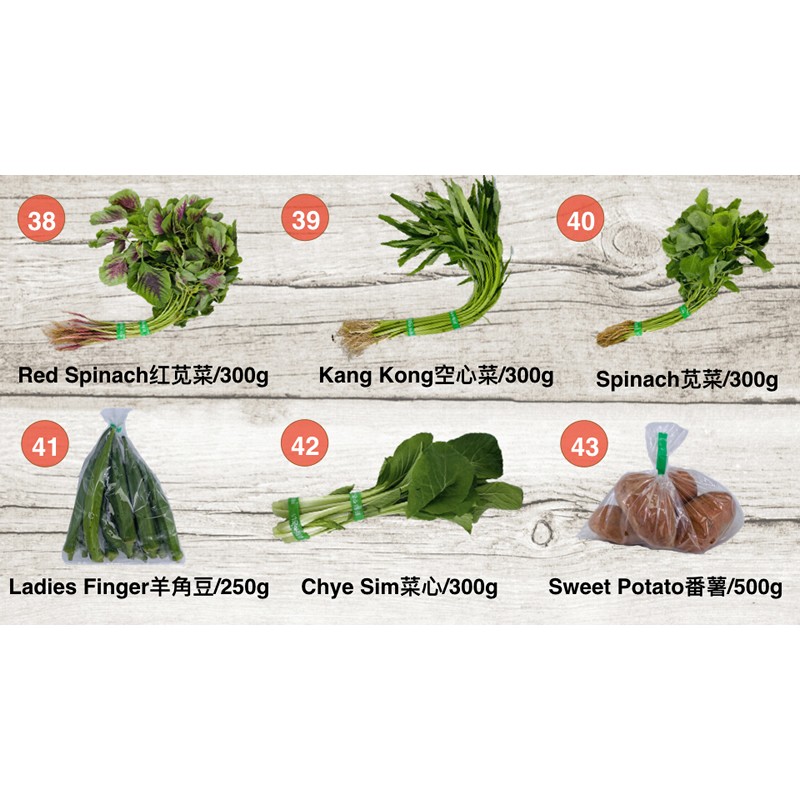 38
39
40
Red Spinach红苋菜/300g
Kang Kong空心菜/300g
Spinach苋菜/300g
41
42
43
Ladies Finger羊角豆/250g
Chye Sim菜心/300g
Sweet Potato番薯/500g